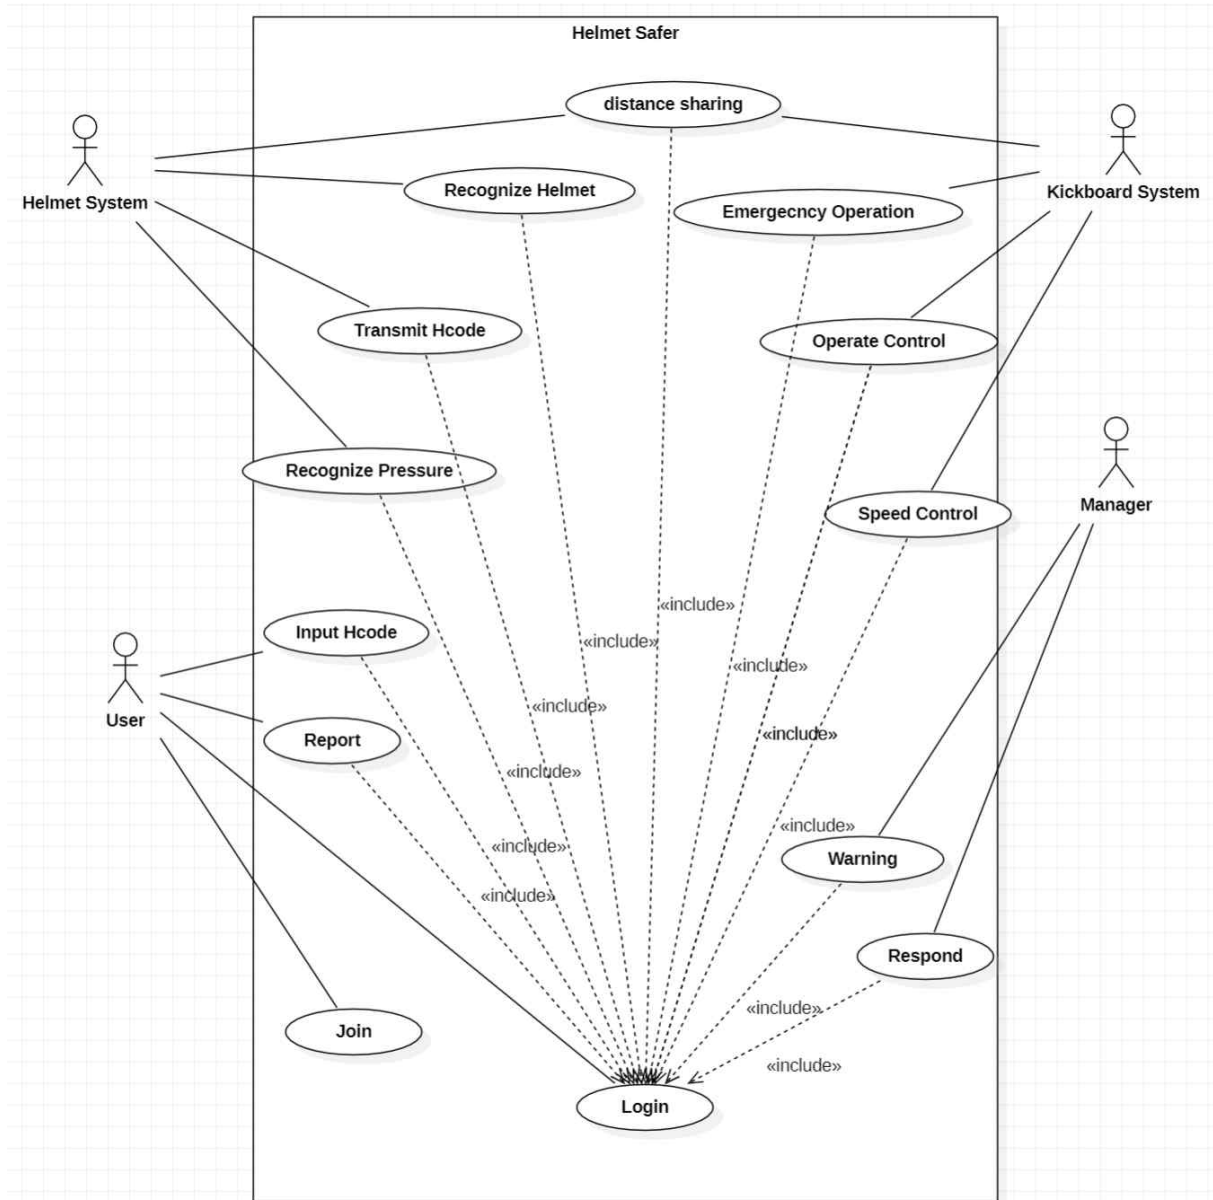 Helmet Safer
distance sharing
Helmet System
Recognize Helmet
Kickboard System
Emergecncy Operation
Transmit Hcode
Operate Control
Recognize Pressure
Manager
Speed Control
«include»
Input Hcode
«include»
«include»
User
«include»
Report
«include»
«include»
«include»
«include»
Warning
«include»
Respond
«include»
Join
«include»
Login